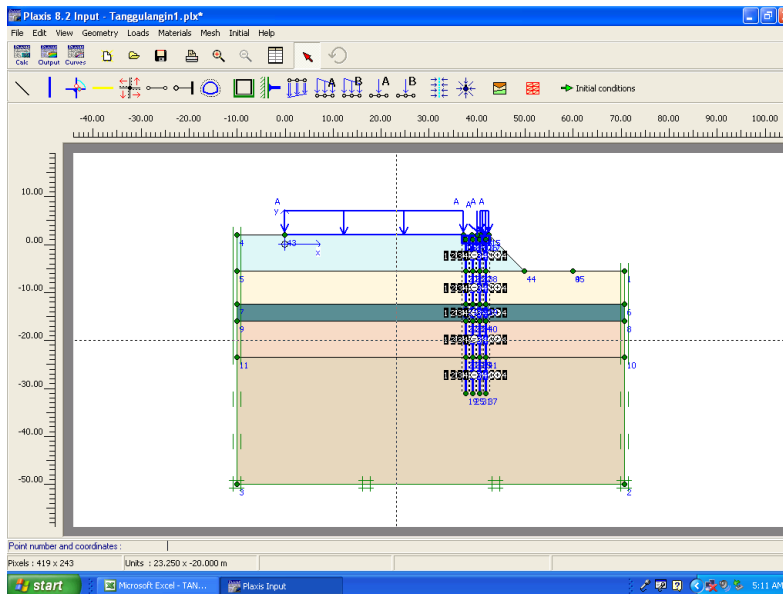 Plaxis 8.2 Input - Tanggulangin1.plx*
File Edit View Geometry Loads Materials Mesh Initial Help
Calc Output Curves
A B A B Initial conditions
-40.00 -30.00 -20.00 -10.00 0.00 10.00 20.00 30.00 40.00 50.00 60.00 70.00 80.00 90.00 100.00
10.00
0.00
-10.00
-20.00
-30.00
-40.00
-50.00
A A A A A
y
x
4 43
5 44 1
7 6
9 8
11 10
3 2
Point number and coordinates :
Pixels : 419 x 243 Units : 23.250 x -20.000 m
start Microsoft Excel - TAN... Plaxis Input 5:11 AM